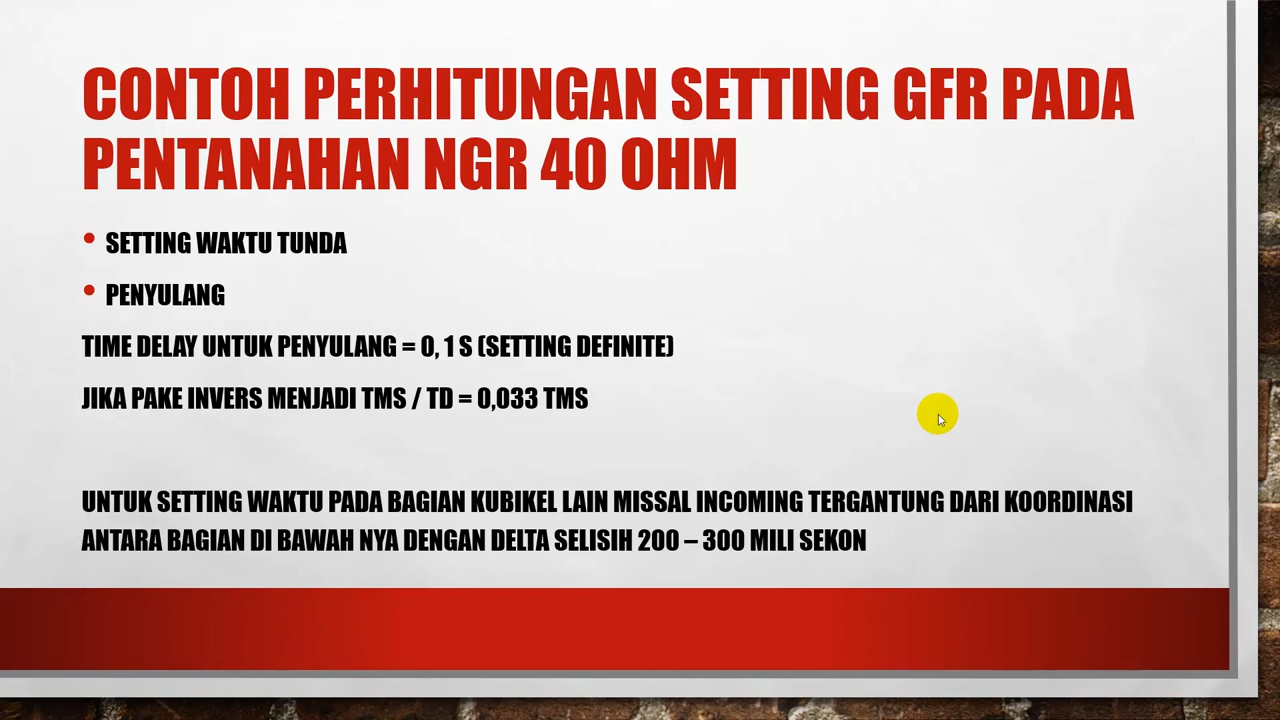 CONTOH PERHITUNGAN SETTING GFR PADA
PENTANAHAN NGR 40 OHM
• SETTING WAKTU TUNDA
• PENYULANG
TIME DELAY UNTUK PENYULANG = 0, 1 S (SETTING DEFINITE)
JIKA PAKE INVERS MENJADI TMS / TD = 0,033 TMS
UNTUK SETTING WAKTU PADA BAGIAN KUBIKEL LAIN MISSAL INCOMING TERGANTUNG DARI KOORDINASI
ANTARA BAGIAN DI BAWAH NYA DENGAN DELTA SELISIH 200 – 300 MILI SEKON